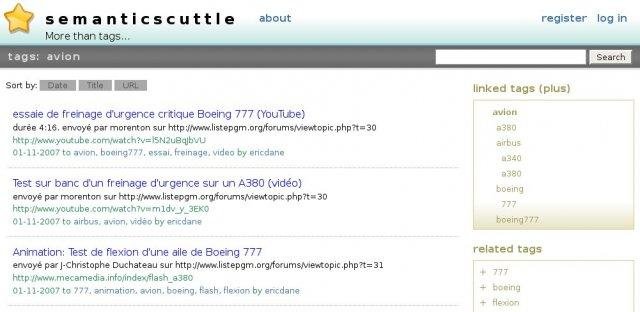 semanticscuttle
about
register log in
More than tags...
tags: avion
Search
Sort by: Date Title URL
essaie de freinage d'urgence critique Boeing 777 (YouTube)
durée 4:16. envoyé par morenton sur http://www.listepgm.org/forums/viewtopic.php?t=30
http://www.youtube.com/watch?v=l5N2uBqJbVU
01-11-2007 to avion, boeing777, essai, freinage, video by ericdane
Test sur banc d'un freinage d'urgence sur un A380 (vidéo)
envoyé par morenton sur http://www.listepgm.org/forums/viewtopic.php?t=30
http://www.youtube.com/watch?v=m1dv_y_3EK0
01-11-2007 to airbus, avion, vidéo by ericdane
Animation: Test de flexion d'une aile de Boeing 777
envoyé par J-Christophe Duchateau sur http://www.listepgm.org/forums/viewtopic.php?t=31
http://www.mecamedia.info/index/flash_a380
01-11-2007 to 777, animation, avion, boeing, flash, flexion by ericdane
linked tags (plus)
avion
a380
airbus
a340
a380
boeing
777
boeing777
related tags
+ 777
+ boeing
+ flexion